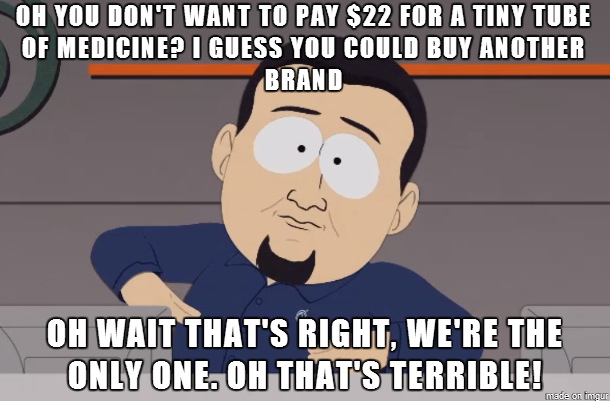 OH YOU DON'T WANT TO PAY $22 FOR A TINY TUBE
OF MEDICINE? I GUESS YOU COULD BUY ANOTHER
BRAND
OH WAIT THAT'S RIGHT, WE'RE THE
ONLY ONE. OH THAT'S TERRIBLE!
made on imgur